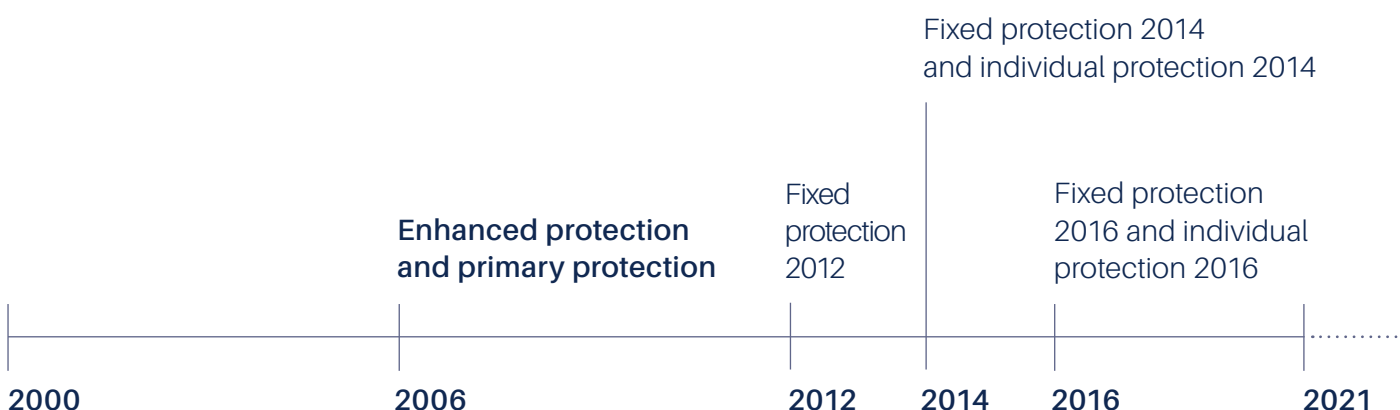 Fixed protection 2014
and individual protection 2014
Enhanced protection
and primary protection
Fixed
protection
2012
Fixed protection
2016 and individual
protection 2016
2000
2006
2012
2014
2016
2021